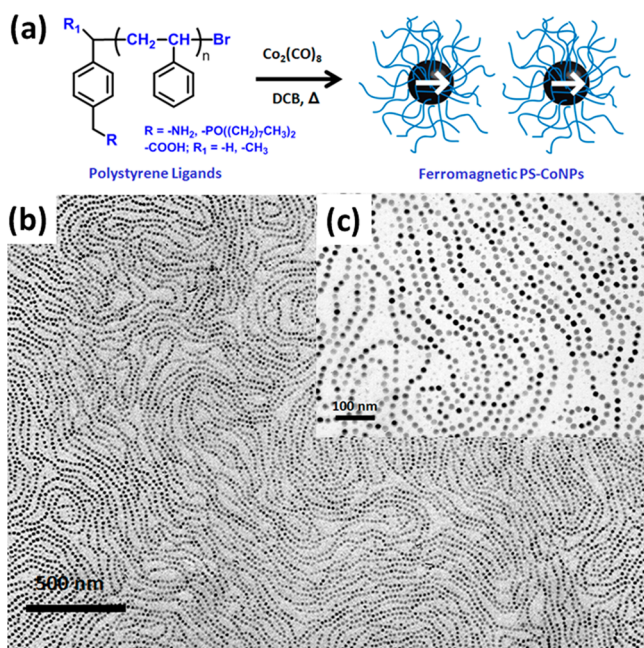 (a)
R1
CH2-CH
Br
n
R
R = -NH2, -PO((CH2)7CH3)2
-COOH; R1 = -H, -CH3
Polystyrene Ligands
Co2(CO)8
DCB, Δ
Ferromagnetic PS-CoNPs
(b)
(c)
100 nm
500 nm